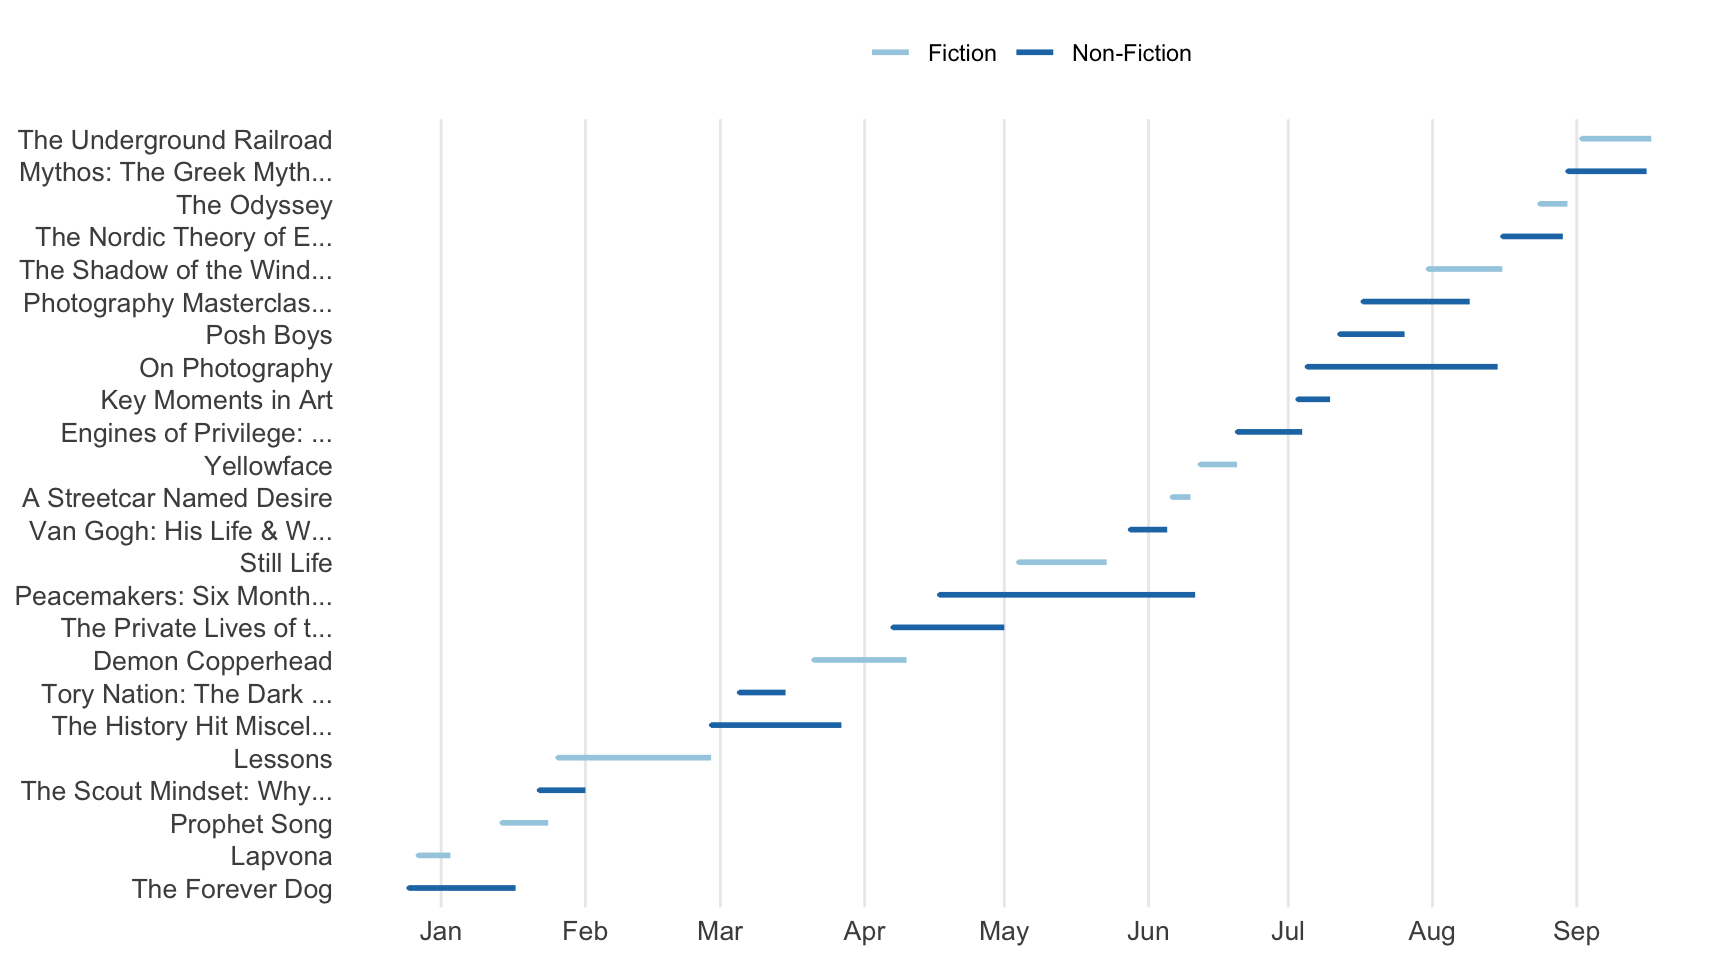 Fiction Non-Fiction
The Underground Railroad
Mythos: The Greek Myth...
The Odyssey
The Nordic Theory of E...
The Shadow of the Wind...
Photography Masterclas...
Posh Boys
On Photography
Key Moments in Art
Engines of Privilege: ...
Yellowface
A Streetcar Named Desire
Van Gogh: His Life & W...
Still Life
Peacemakers: Six Month...
The Private Lives of t...
Demon Copperhead
Tory Nation: The Dark ...
The History Hit Miscel...
Lessons
The Scout Mindset: Why...
Prophet Song
Lapvona
The Forever Dog
Jan Feb Mar Apr May Jun Jul Aug Sep